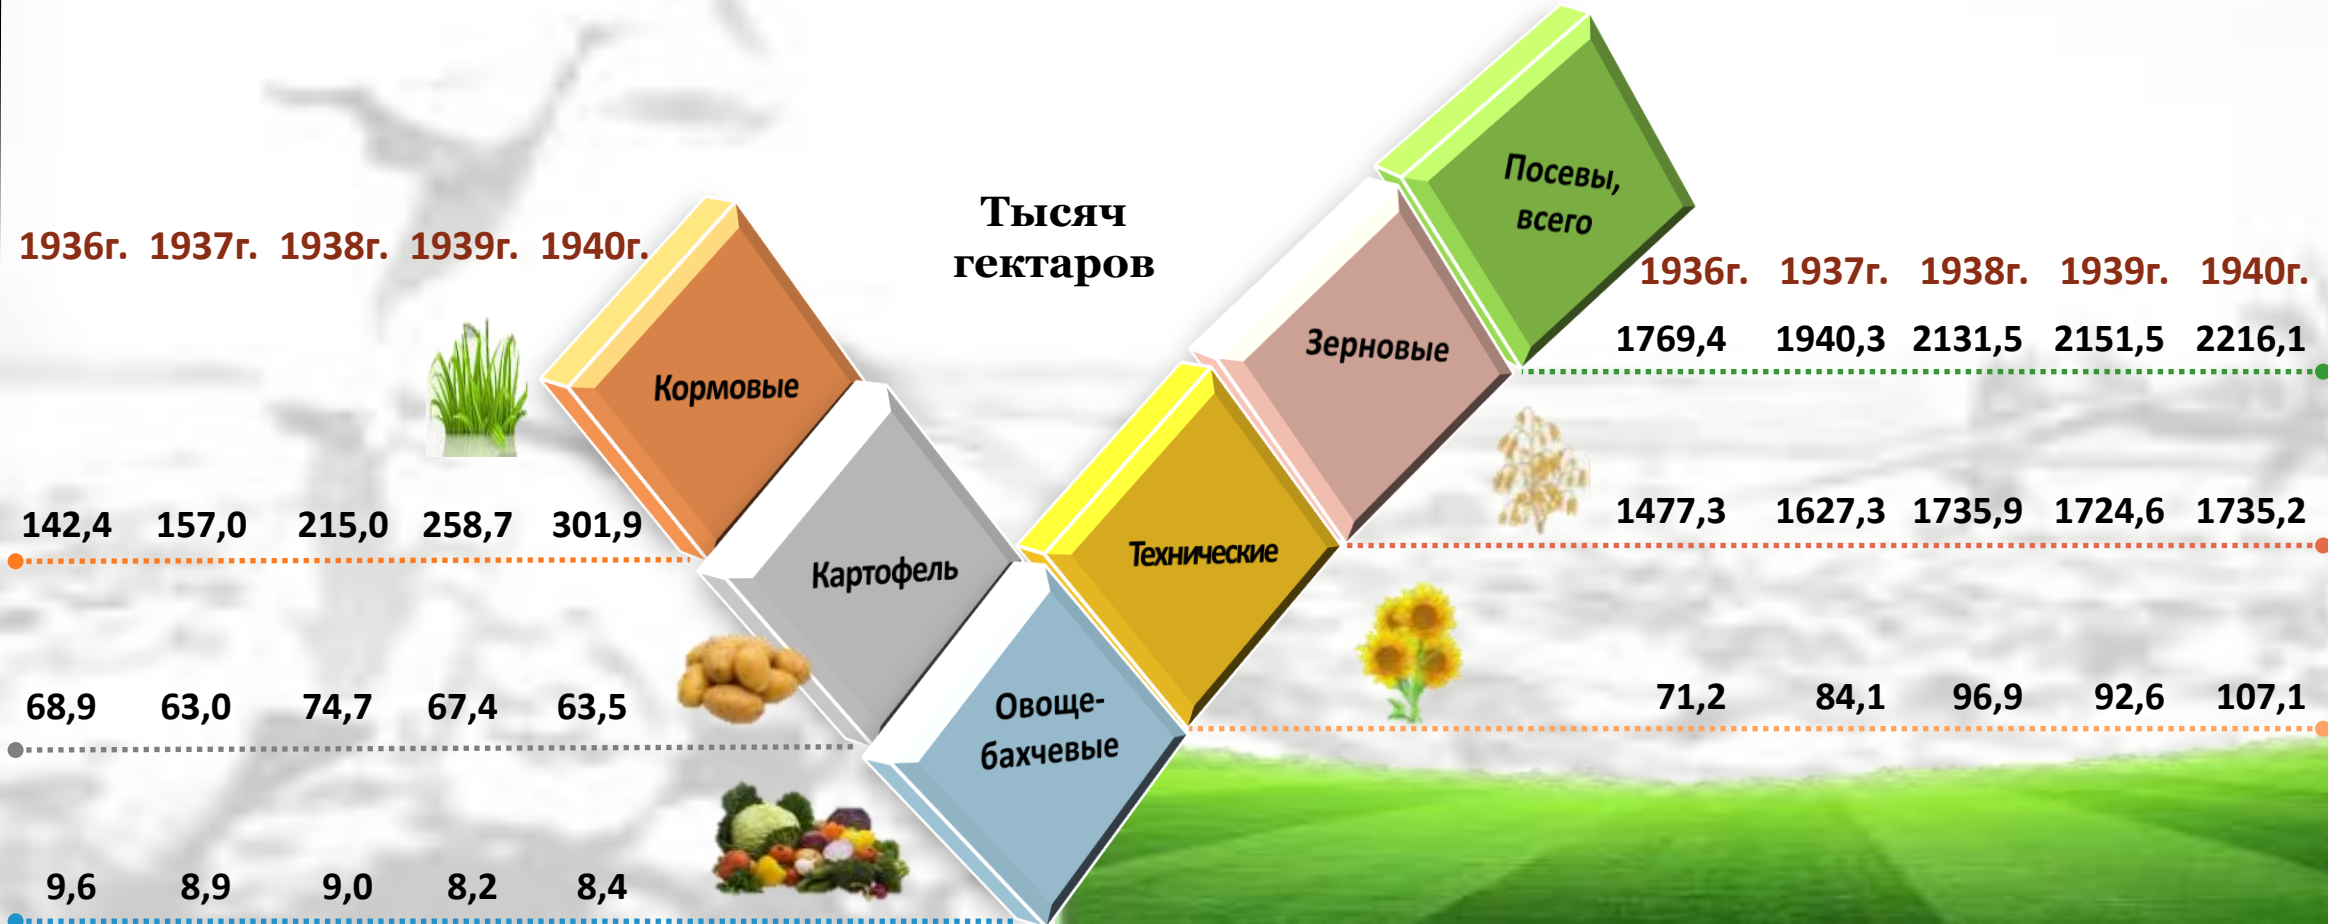 Тысяч
гектаров
Посевы,
всего
1936г. 1937г. 1938г. 1939г. 1940г.
1936г. 1937г. 1938г. 1939г. 1940г.
1769,4 1940,3 2131,5 2151,5 2216,1
Зерновые
Кормовые
142,4 157,0 215,0 258,7 301,9
1477,3 1627,3 1735,9 1724,6 1735,2
Технические
Картофель
68,9 63,0 74,7 67,4 63,5
71,2 84,1 96,9 92,6 107,1
Овоще-
бахчевые
9,6 8,9 9,0 8,2 8,4